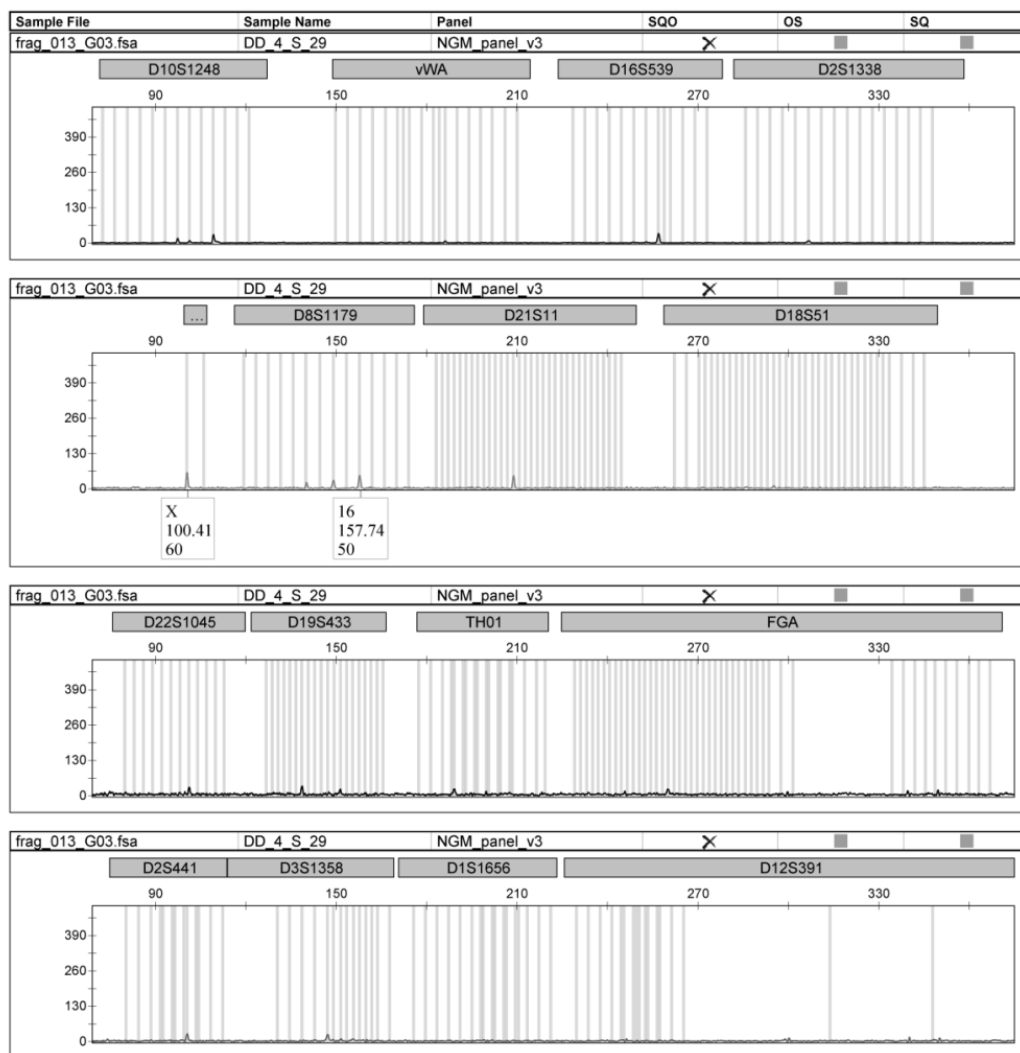 Sample File Sample Name Panel SQO OS SQ
frag_013_G03.fsa DD_4_S_29 NGM_panel_v3
D10S1248 vWA D16S539 D2S1338
90 150 210 270 330
390
260
130
0
frag_013_G03.fsa DD_4_S_29 NGM_panel_v3
... D8S1179 D21S11 D18S51
90 150 210 270 330
390
260
130
0
X 16
100.41 157.74
60 50
frag_013_G03.fsa DD_4_S_29 NGM_panel_v3
D22S1045 D19S433 TH01 FGA
90 150 210 270 330
390
260
130
0
frag_013_G03.fsa DD_4_S_29 NGM_panel_v3
D2S441 D3S1358 D1S1656 D12S391
90 150 210 270 330
390
260
130
0